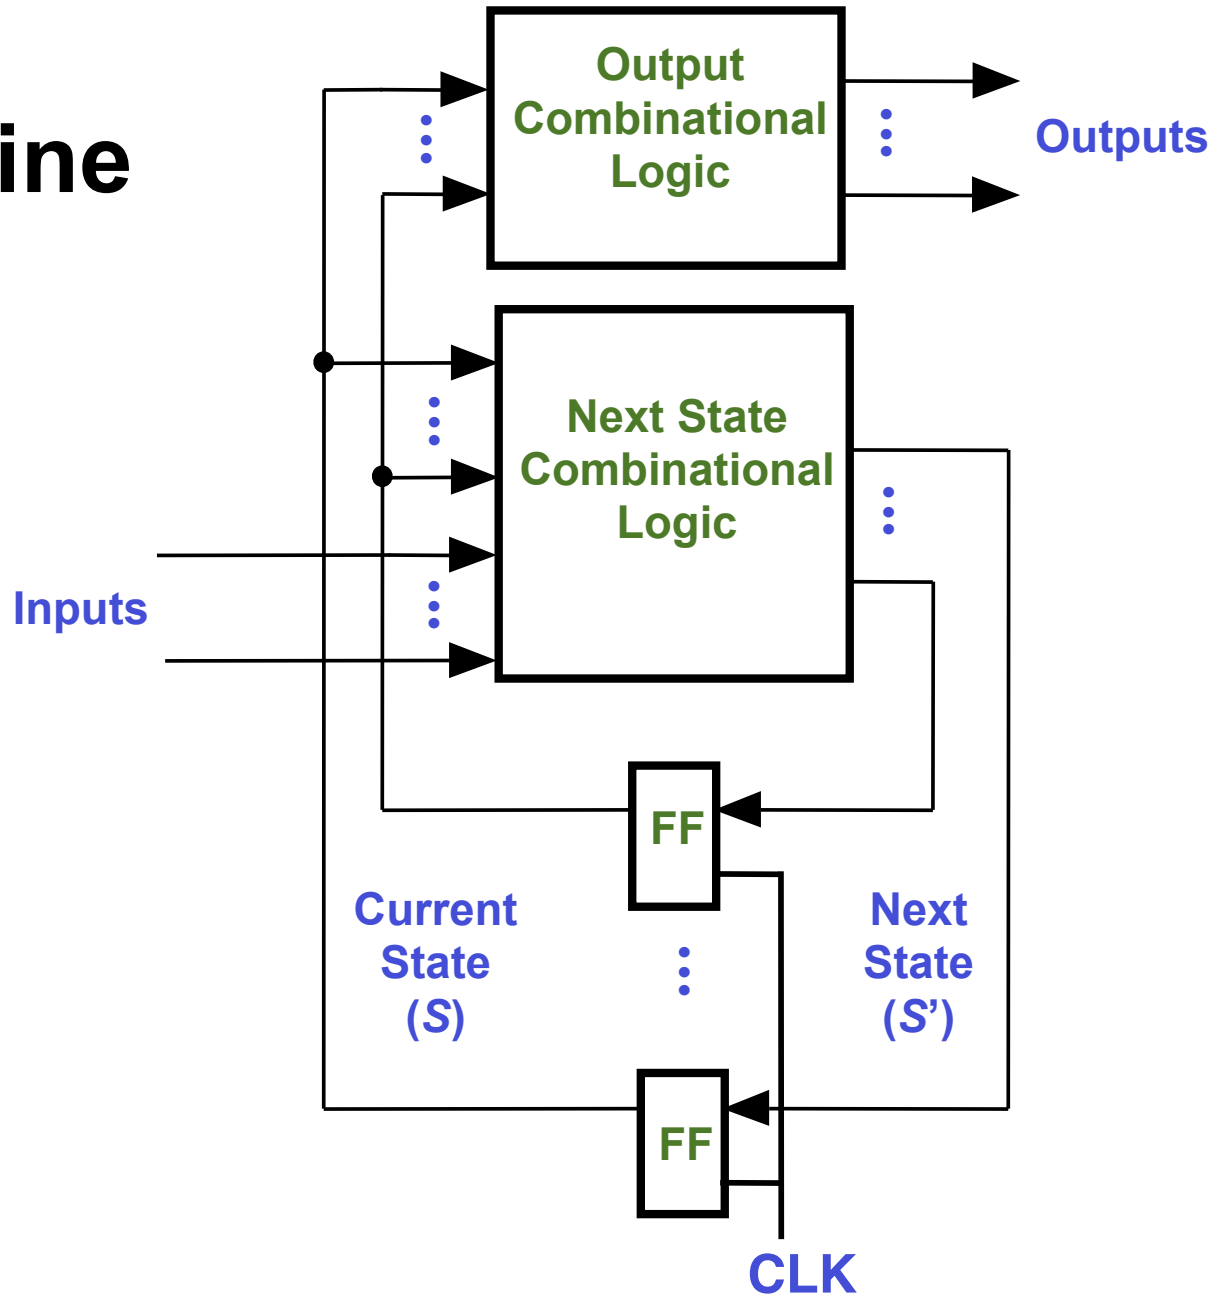 ine
Output
Combinational
Logic
Outputs
Next State
Combinational
Logic
Inputs
FF
Current
State
(S)
Next
State
(S’)
FF
CLK